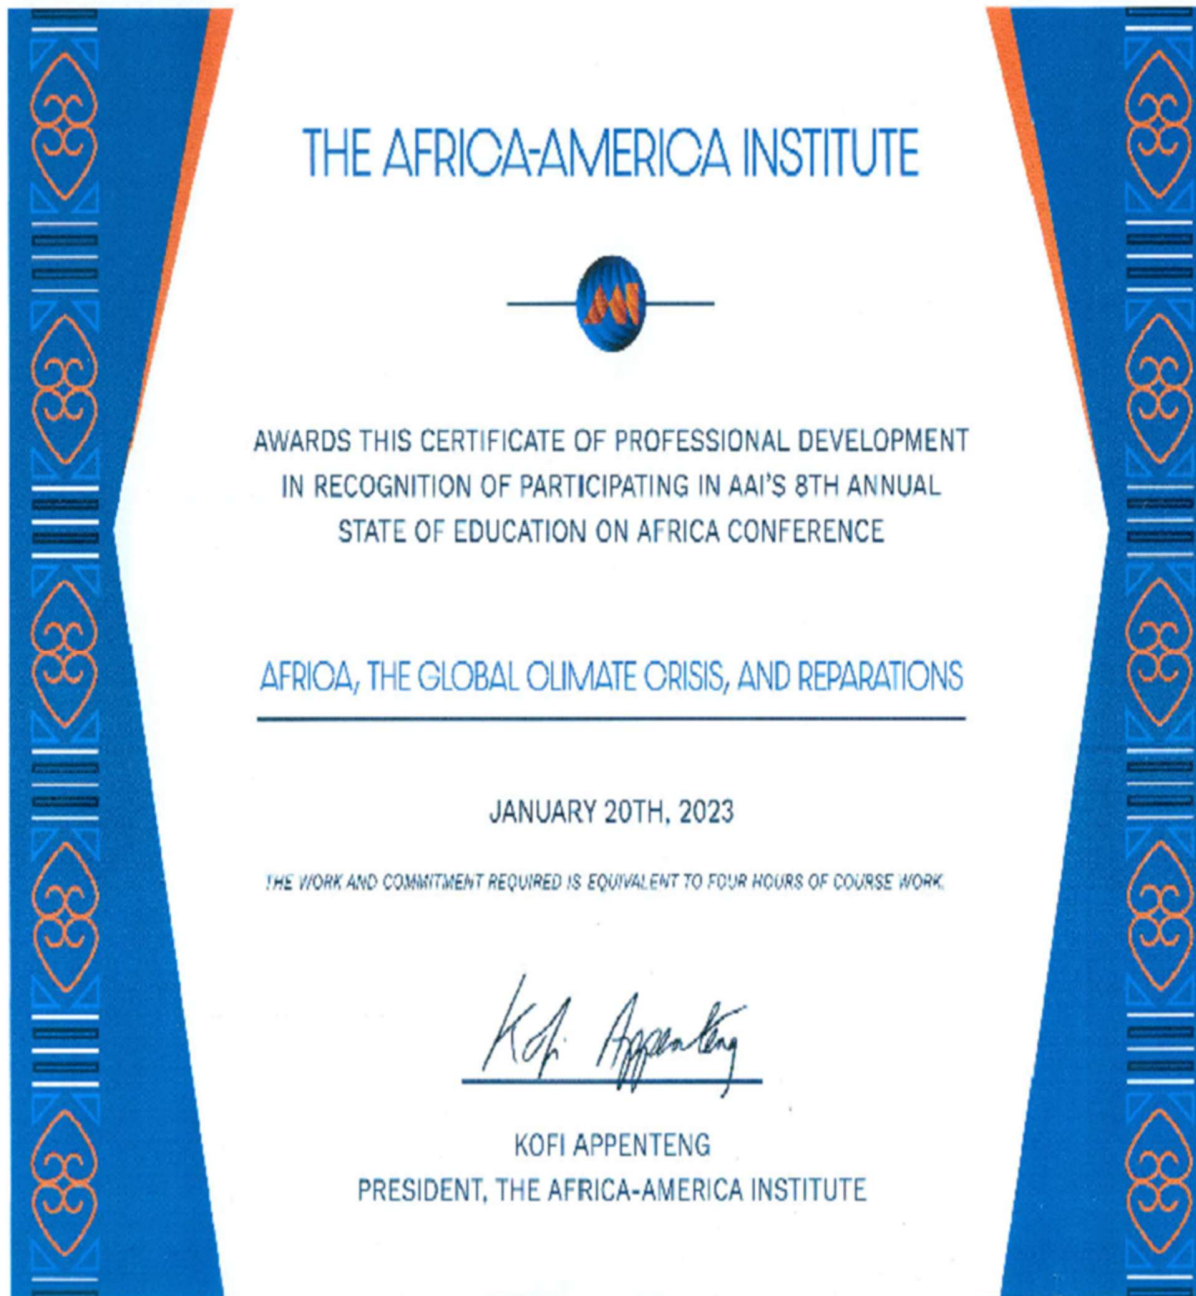 THE AFRICA-AMERICA INSTITUTE
AAI
AWARDS THIS CERTIFICATE OF PROFESSIONAL DEVELOPMENT
IN RECOGNITION OF PARTICIPATING IN AAI'S 8TH ANNUAL
STATE OF EDUCATION ON AFRICA CONFERENCE
AFRICA, THE GLOBAL CLIMATE CRISIS, AND REPARATIONS
JANUARY 20TH, 2023
THE WORK AND COMMITMENT REQUIRED IS EQUIVALENT TO FOUR HOURS OF COURSE WORK.
Kofi Appenteng
KOFI APPENTENG
PRESIDENT, THE AFRICA-AMERICA INSTITUTE